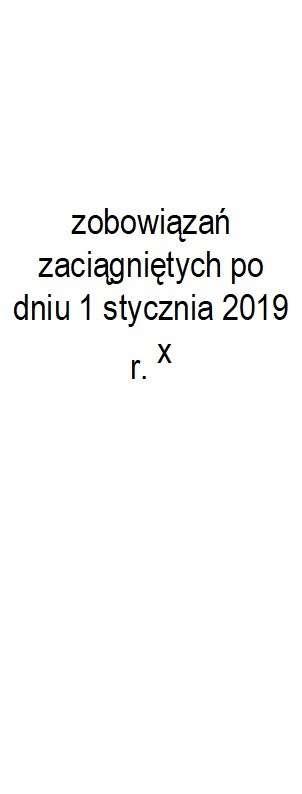 zobowiązań
zaciągniętych po
dniu 1 stycznia 2019
r. x